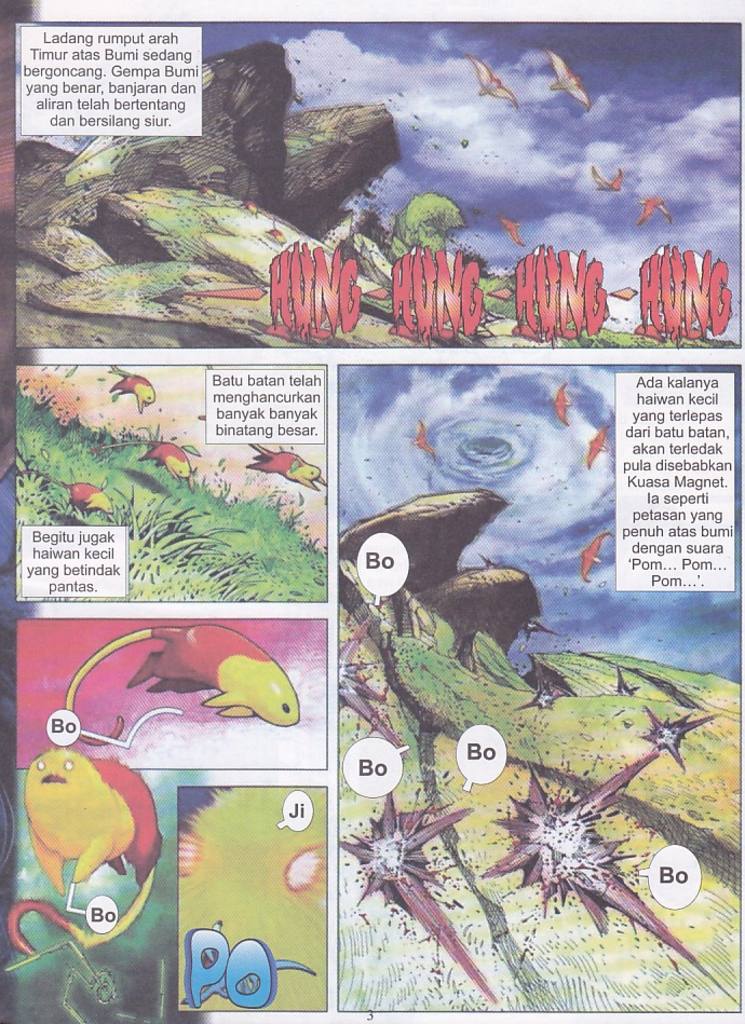 Ladang rumput arah
Timur atas Bumi sedang
bergoncang. Gempa Bumi
yang benar, banjaran dan
aliran telah bertentang
dan bersilang siur.
HUNG HUNG HUNG HUNG
Batu batan telah
menghancurkan
banyak banyak
binatang besar.
Begitu jugak
haiwan kecil
yang betindak
pantas.
Ada kalanya
haiwan kecil
yang terlepas
dari batu batan,
akan terledak
pula disebabkan
Kuasa Magnet.
Ia seperti
petasan yang
penuh atas bumi
dengan suara
‘Pom... Pom...
Pom...’.
Bo
Bo
Bo
Bo
Bo
Bo
Ji
PO
3